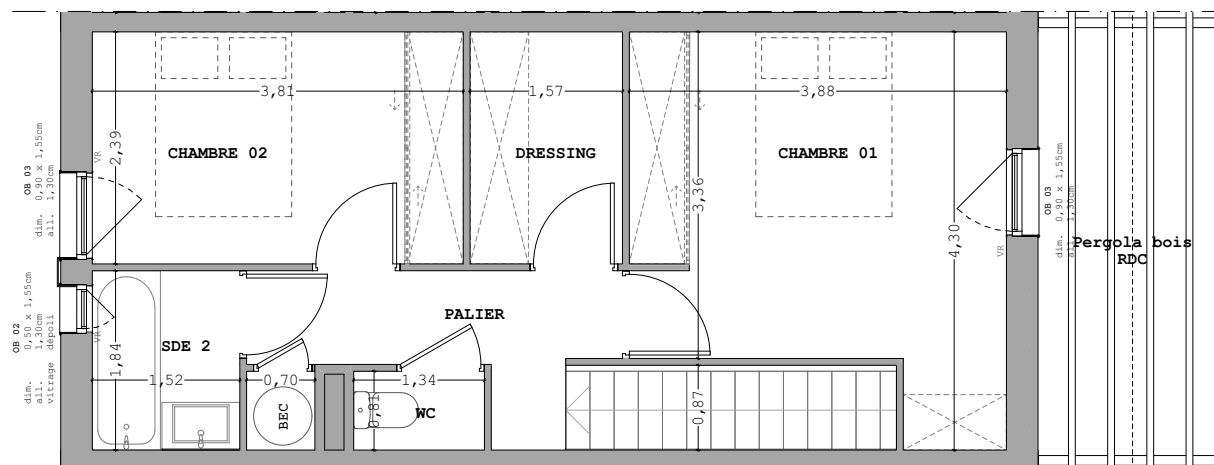 3,81
1,57
3,88
CHAMBRE 02
DRESSING
CHAMBRE 01
2,39
3,36
4,30
VR
OB 03
dim. 0,90 x 1,55cm
all. 1,30cm
VR
OB 03
dim. 0,90 x 1,55cm
all. 1,30cm
Pergola bois
RDC
PALIER
SDE 2
VR
OB 02
dim. 0,50 x 1,55cm
all. 1,30cm
vitrage dépoli
1,84
1,52
0,70
1,34
0,81
0,87
BEC
WC